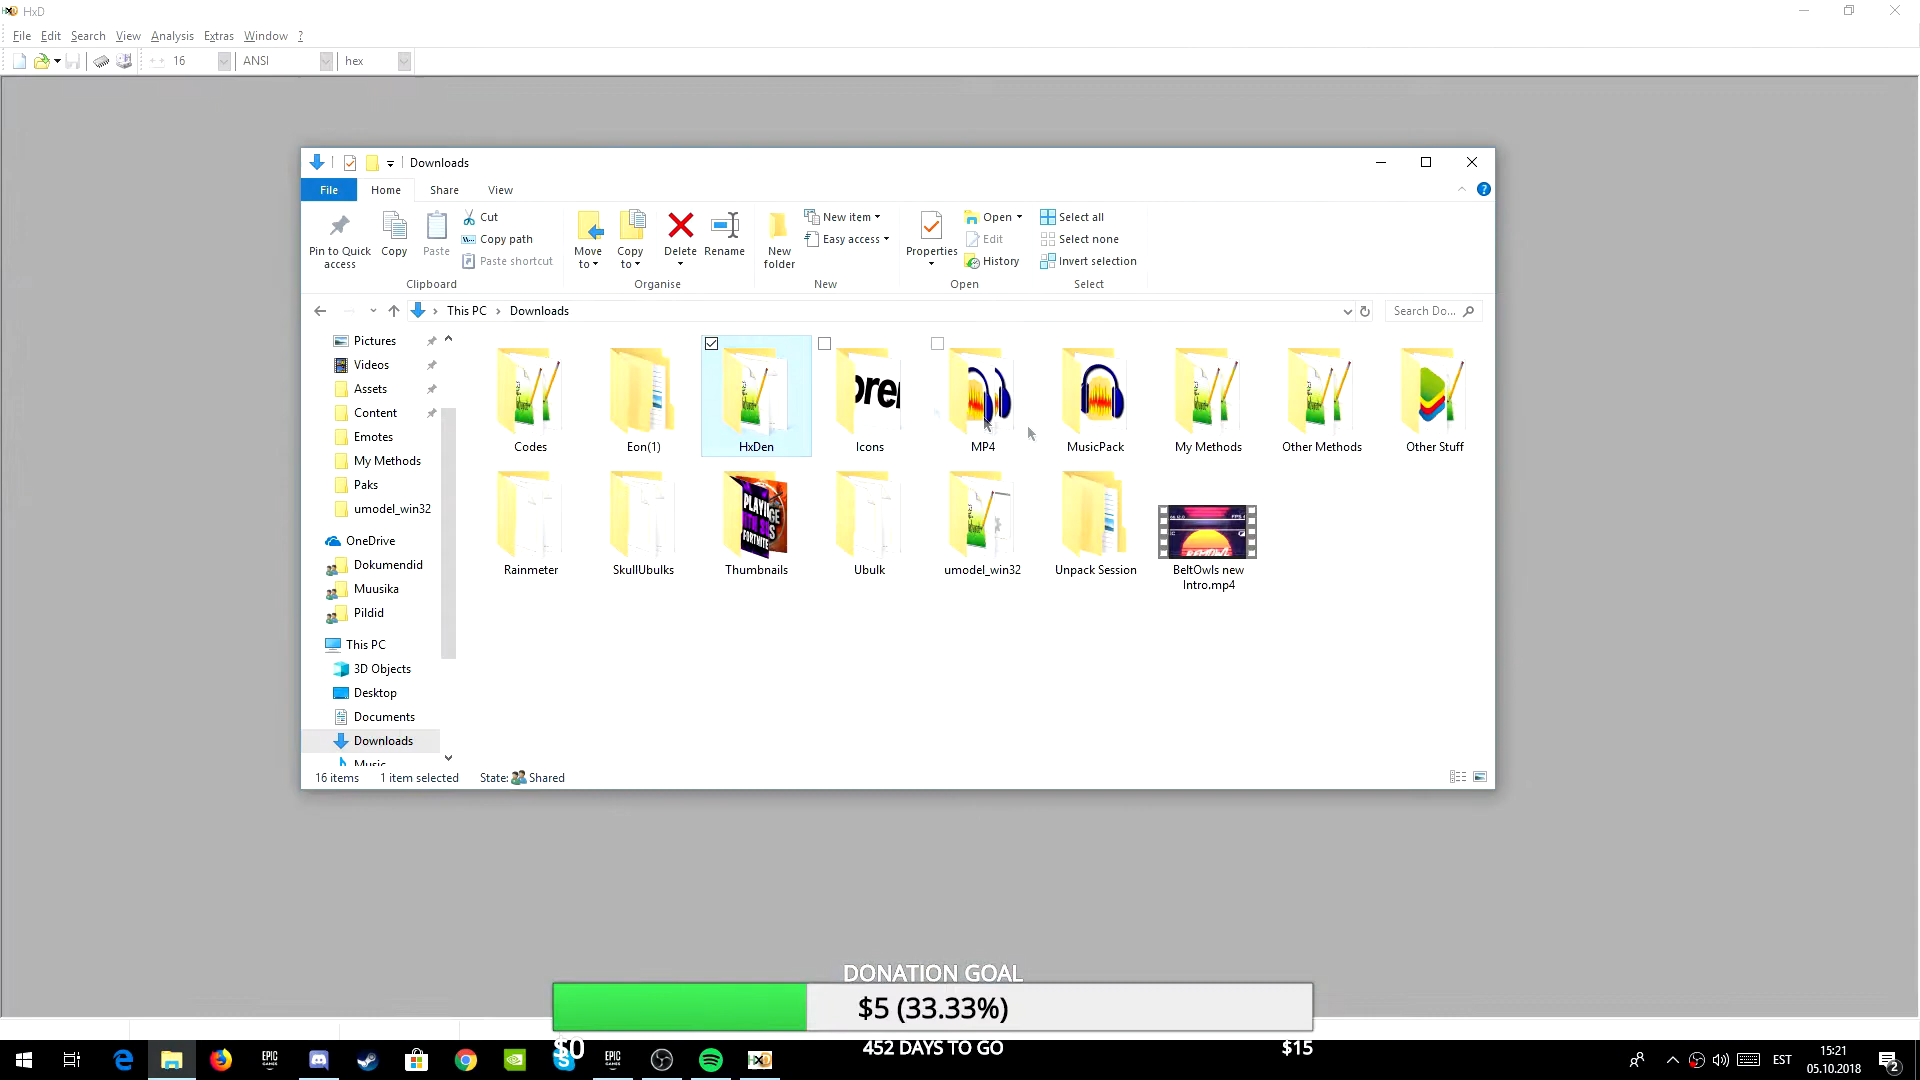 HxD
File Edit Search View Analysis Extras Window ?
16 ANSI hex
Downloads
File Home Share View
Pin to Quick access
Copy
Paste
Cut
Copy path
Paste shortcut
Clipboard
Move to
Copy to
Delete
Rename
Organise
New folder
New item
Easy access
New
Properties
Open
Edit
History
Open
Select all
Select none
Invert selection
Select
This PC Downloads
Search Do...
Pictures
Videos
Assets
Content
Emotes
My Methods
Paks
umodel_win32
OneDrive
Dokumendid
Muusika
Pildid
This PC
3D Objects
Desktop
Documents
Downloads
Music
Codes Eon(1) HxDen Icons MP4 MusicPack My Methods Other Methods Other Stuff
PLAYING
FORTNITE
Rainmeter SkullUbulks Thumbnails Ubulk umodel_win32 Unpack Session BeltOwls new
Intro.mp4
16 items 1 item selected State: Shared
DONATION GOAL
$5 (33.33%)
$0 452 DAYS TO GO $15
EPIC GAMES
EPIC GAMES
EST
15:21
05.10.2018
2